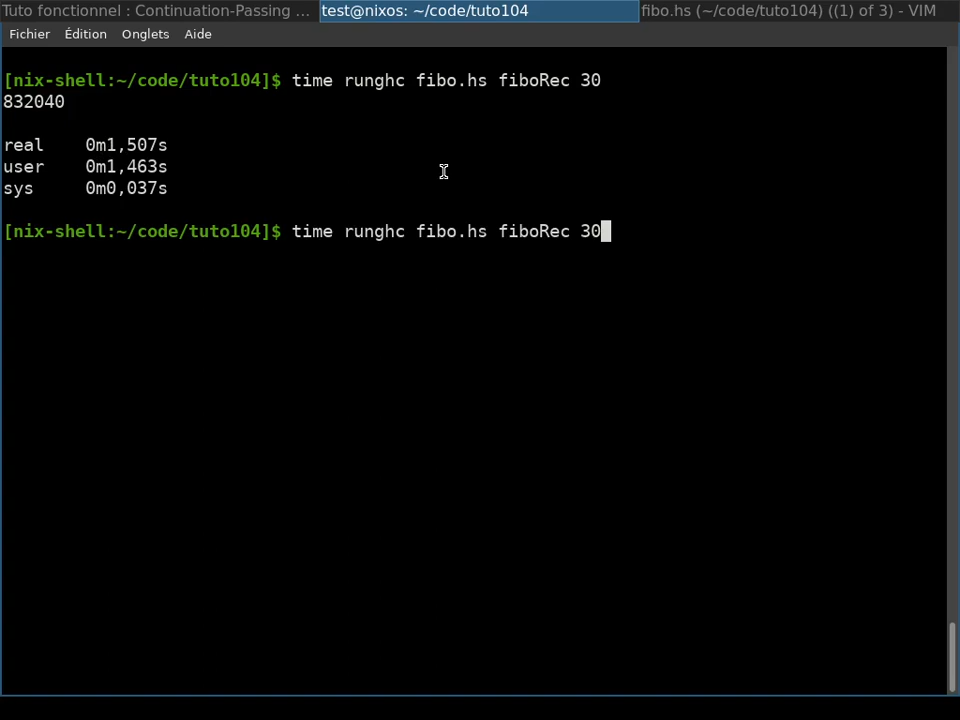 Tuto fonctionnel : Continuation-Passing ... test@nixos: ~/code/tuto104 fibo.hs (~/code/tuto104) ((1) of 3) - VIM
Fichier Édition Onglets Aide
[nix-shell:~/code/tuto104]$ time runghc fibo.hs fiboRec 30
832040
real 0m1,507s
user 0m1,463s
sys 0m0,037s
[nix-shell:~/code/tuto104]$ time runghc fibo.hs fiboRec 30